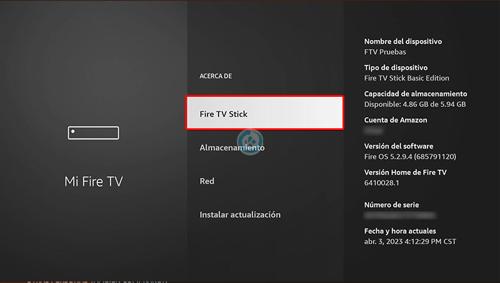 Mi Fire TV
ACERCA DE
Fire TV Stick
Almacenamiento
Red
Instalar actualización
Nombre del dispositivo
FTV Pruebas
Tipo de dispositivo
Fire TV Stick Basic Edition
Capacidad de almacenamiento
Disponible: 4.86 GB de 5.94 GB
Cuenta de Amazon
Versión del software
Fire OS 5.2.9.4 (685791120)
Versión Home de Fire TV
6410028.1
Número de serie
Fecha y hora actuales
abr. 3, 2023 4:12:29 PM CST